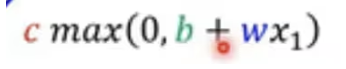 c max(0, b + wx₁)